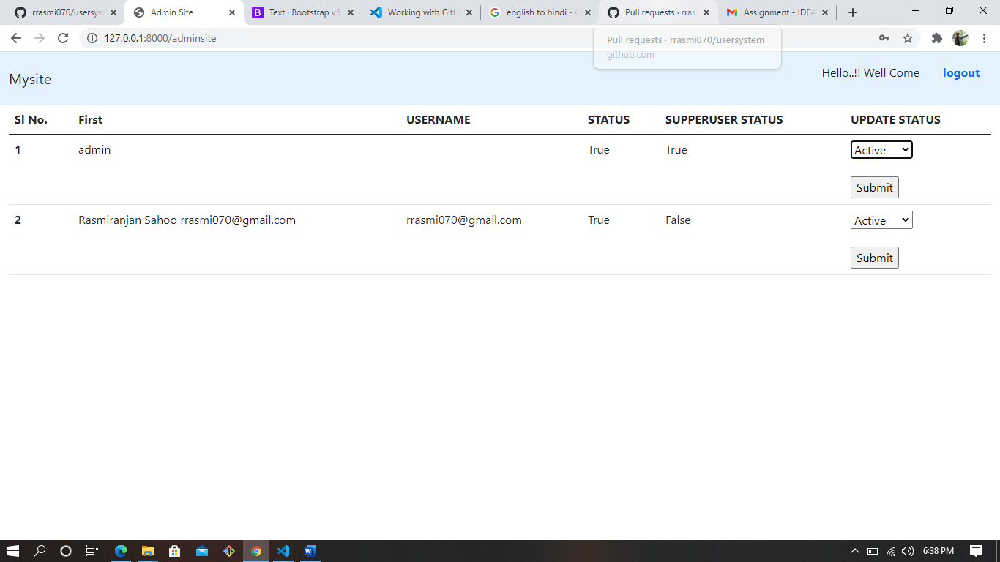 rrasmi070/usersyst
Admin Site
Text · Bootstrap v5
Working with GitH
english to hindi - G
Pull requests · rras
Assignment - IDEA
127.0.0.1:8000/adminsite
Pull requests · rrasmi070/usersystem
github.com
Mysite
Hello..!! Well Come
logout
Sl No. First USERNAME STATUS SUPPERUSER STATUS UPDATE STATUS
1 admin True True Active
Submit
2 Rasmiranjan Sahoo rrasmi070@gmail.com rrasmi070@gmail.com True False Active
Submit
6:38 PM